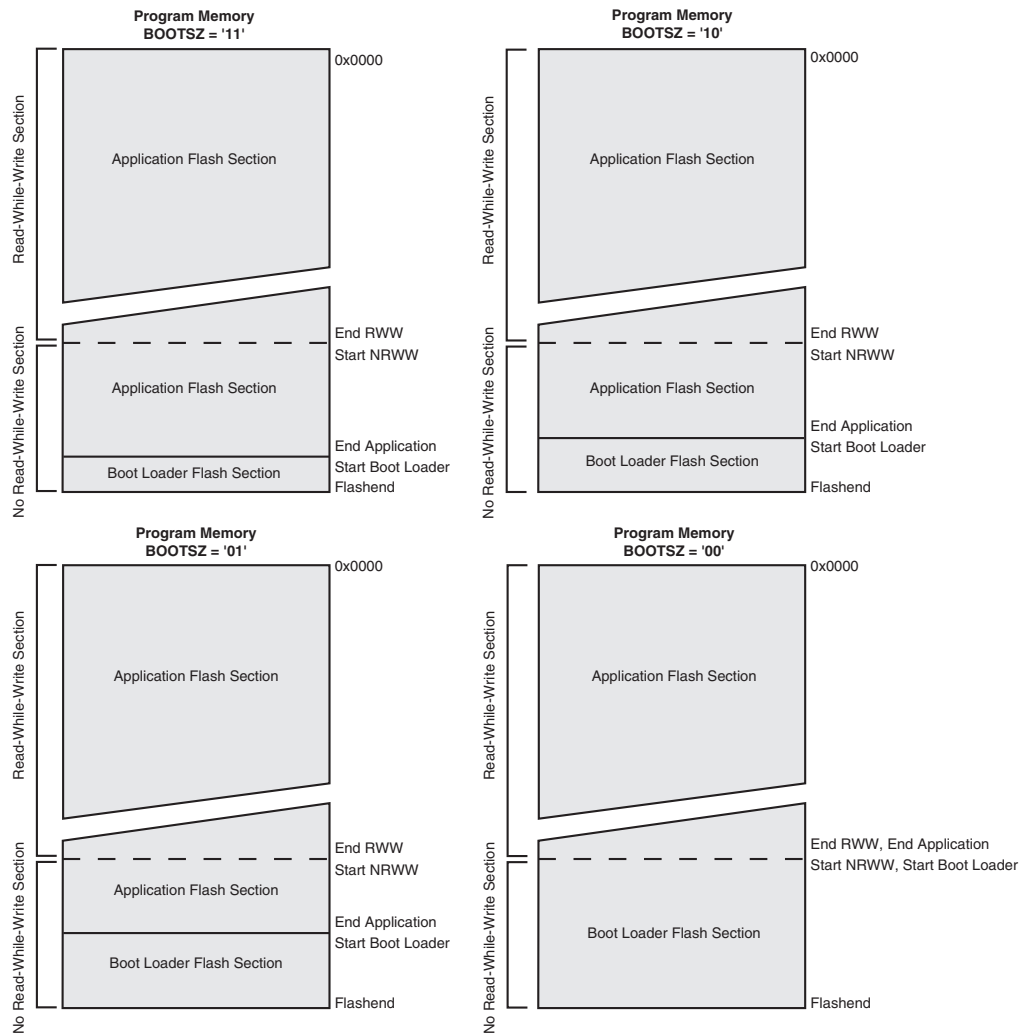 Program Memory
BOOTSZ = '11'
0x0000
Read-While-Write Section
Application Flash Section
End RWW
Start NRWW
No Read-While-Write Section
Application Flash Section
End Application
Start Boot Loader
Boot Loader Flash Section
Flashend
Program Memory
BOOTSZ = '10'
0x0000
Read-While-Write Section
Application Flash Section
End RWW
Start NRWW
No Read-While-Write Section
Application Flash Section
End Application
Start Boot Loader
Boot Loader Flash Section
Flashend
Program Memory
BOOTSZ = '01'
0x0000
Read-While-Write Section
Application Flash Section
End RWW
Start NRWW
No Read-While-Write Section
Application Flash Section
End Application
Start Boot Loader
Boot Loader Flash Section
Flashend
Program Memory
BOOTSZ = '00'
0x0000
Read-While-Write Section
Application Flash Section
End RWW, End Application
Start NRWW, Start Boot Loader
No Read-While-Write Section
Boot Loader Flash Section
Flashend